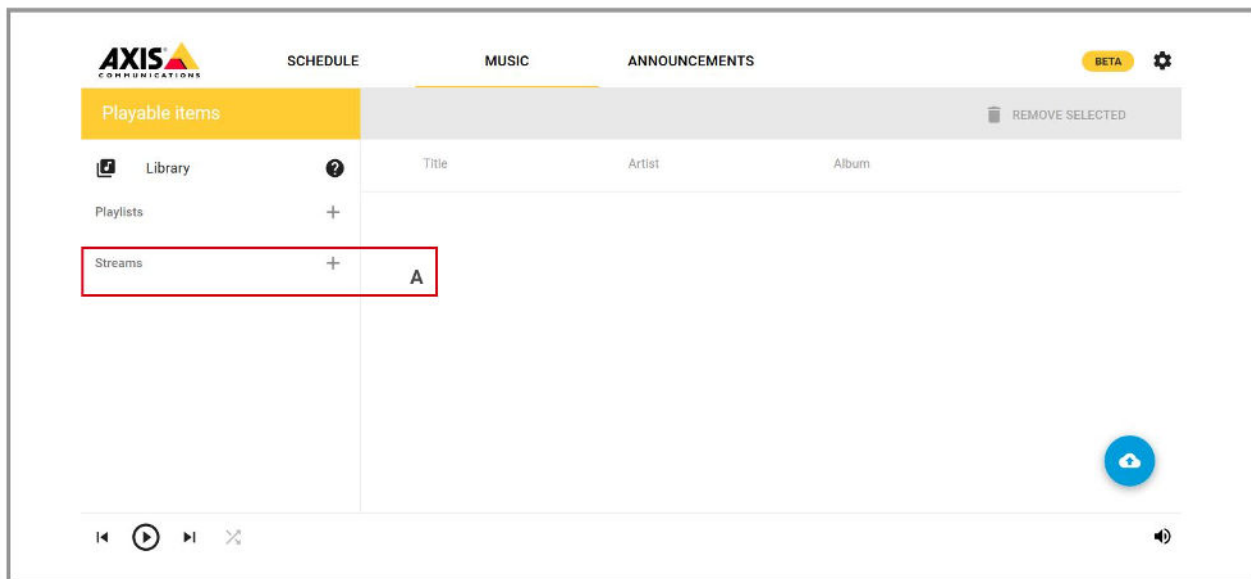 AXIS
COMMUNICATIONS
SCHEDULE MUSIC ANNOUNCEMENTS BETA
Playable items REMOVE SELECTED
Library Title Artist Album
Playlists
Streams
A